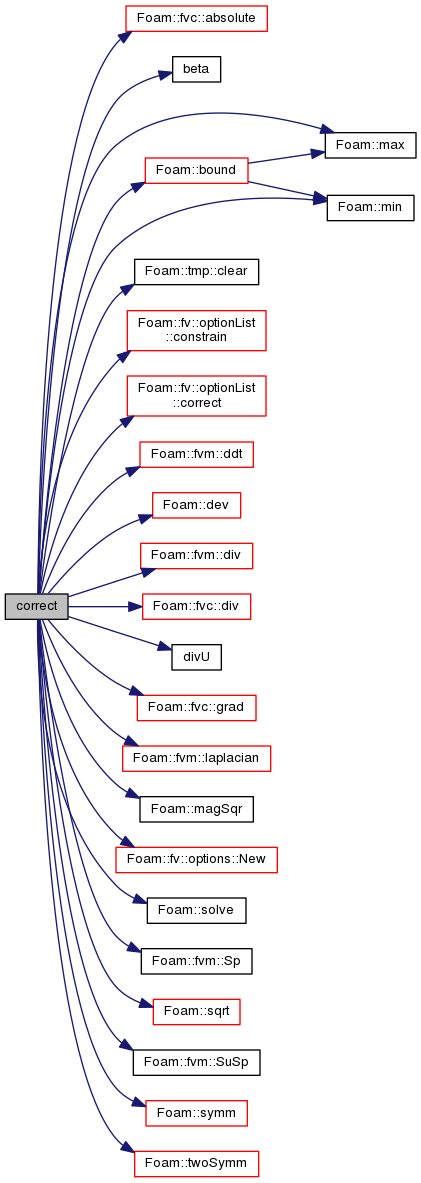 Foam::fvc::absolute
beta
Foam::max
Foam::bound
Foam::min
Foam::tmp::clear
Foam::fv::optionList
::constrain
Foam::fv::optionList
::correct
Foam::fvm::ddt
Foam::dev
Foam::fvm::div
correct
Foam::fvc::div
divU
Foam::fvc::grad
Foam::fvm::laplacian
Foam::magSqr
Foam::fv::options::New
Foam::solve
Foam::fvm::Sp
Foam::sqrt
Foam::fvm::SuSp
Foam::symm
Foam::twoSymm